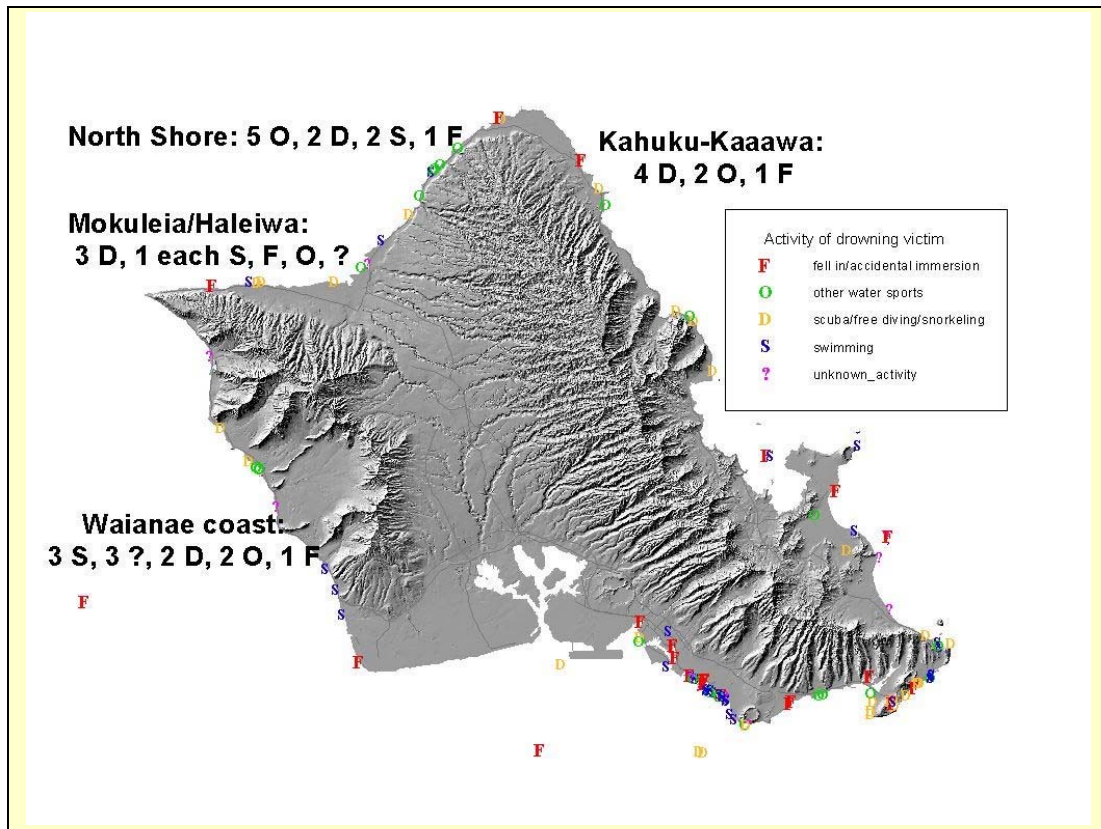 North Shore: 5 O, 2 D, 2 S, 1 F
Kahuku-Kaaawa:
4 D, 2 O, 1 F
Mokuleia/Haleiwa:
3 D, 1 each S, F, O, ?
Activity of drowning victim
F fell in/accidental immersion
O other water sports
D scuba/free diving/snorkeling
S swimming
? unknown_activity
Waianae coast:
3 S, 3 ?, 2 D, 2 O, 1 F